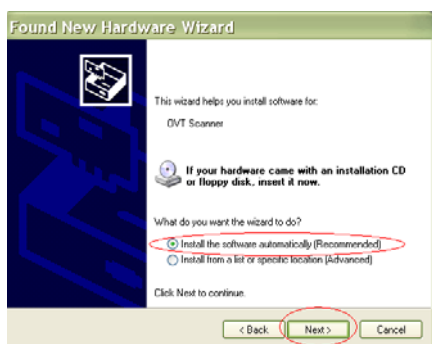 Found New Hardware Wizard
This wizard helps you install software for:
OVT Scanner
If your hardware came with an installation CD
or floppy disk, insert it now.
What do you want the wizard to do?
Install the software automatically (Recommended)
Install from a list or specific location (Advanced)
Click Next to continue.
< Back
Next >
Cancel